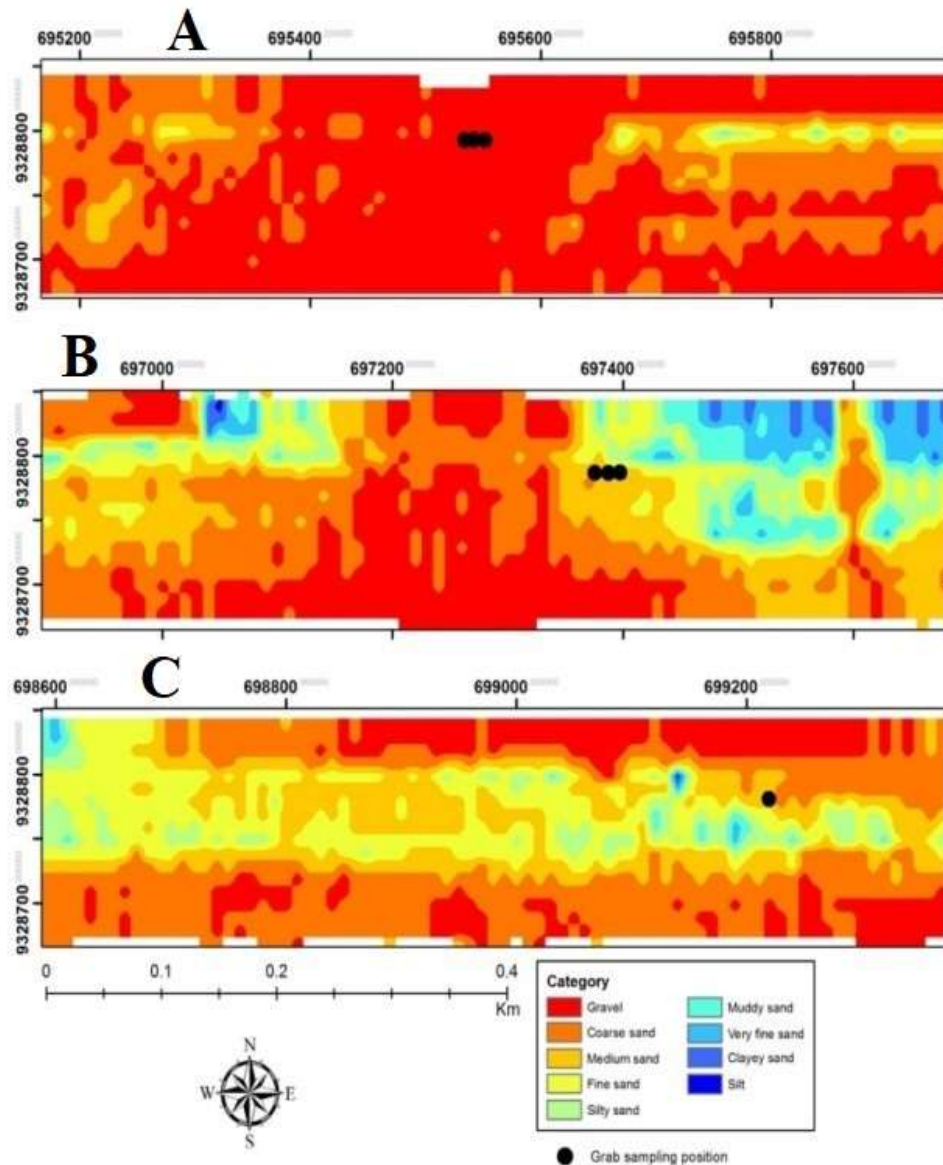 A
695200 695400 695600 695800
9328800
9328700
B
697000 697200 697400 697600
9328800
9328700
C
698600 698800 699000 699200
9328800
9328700
0 0.1 0.2 0.4
Km
N
W E
S
Category
Gravel Muddy sand
Coarse sand Very fine sand
Medium sand Clayey sand
Fine sand Silt
Silty sand
Grab sampling position